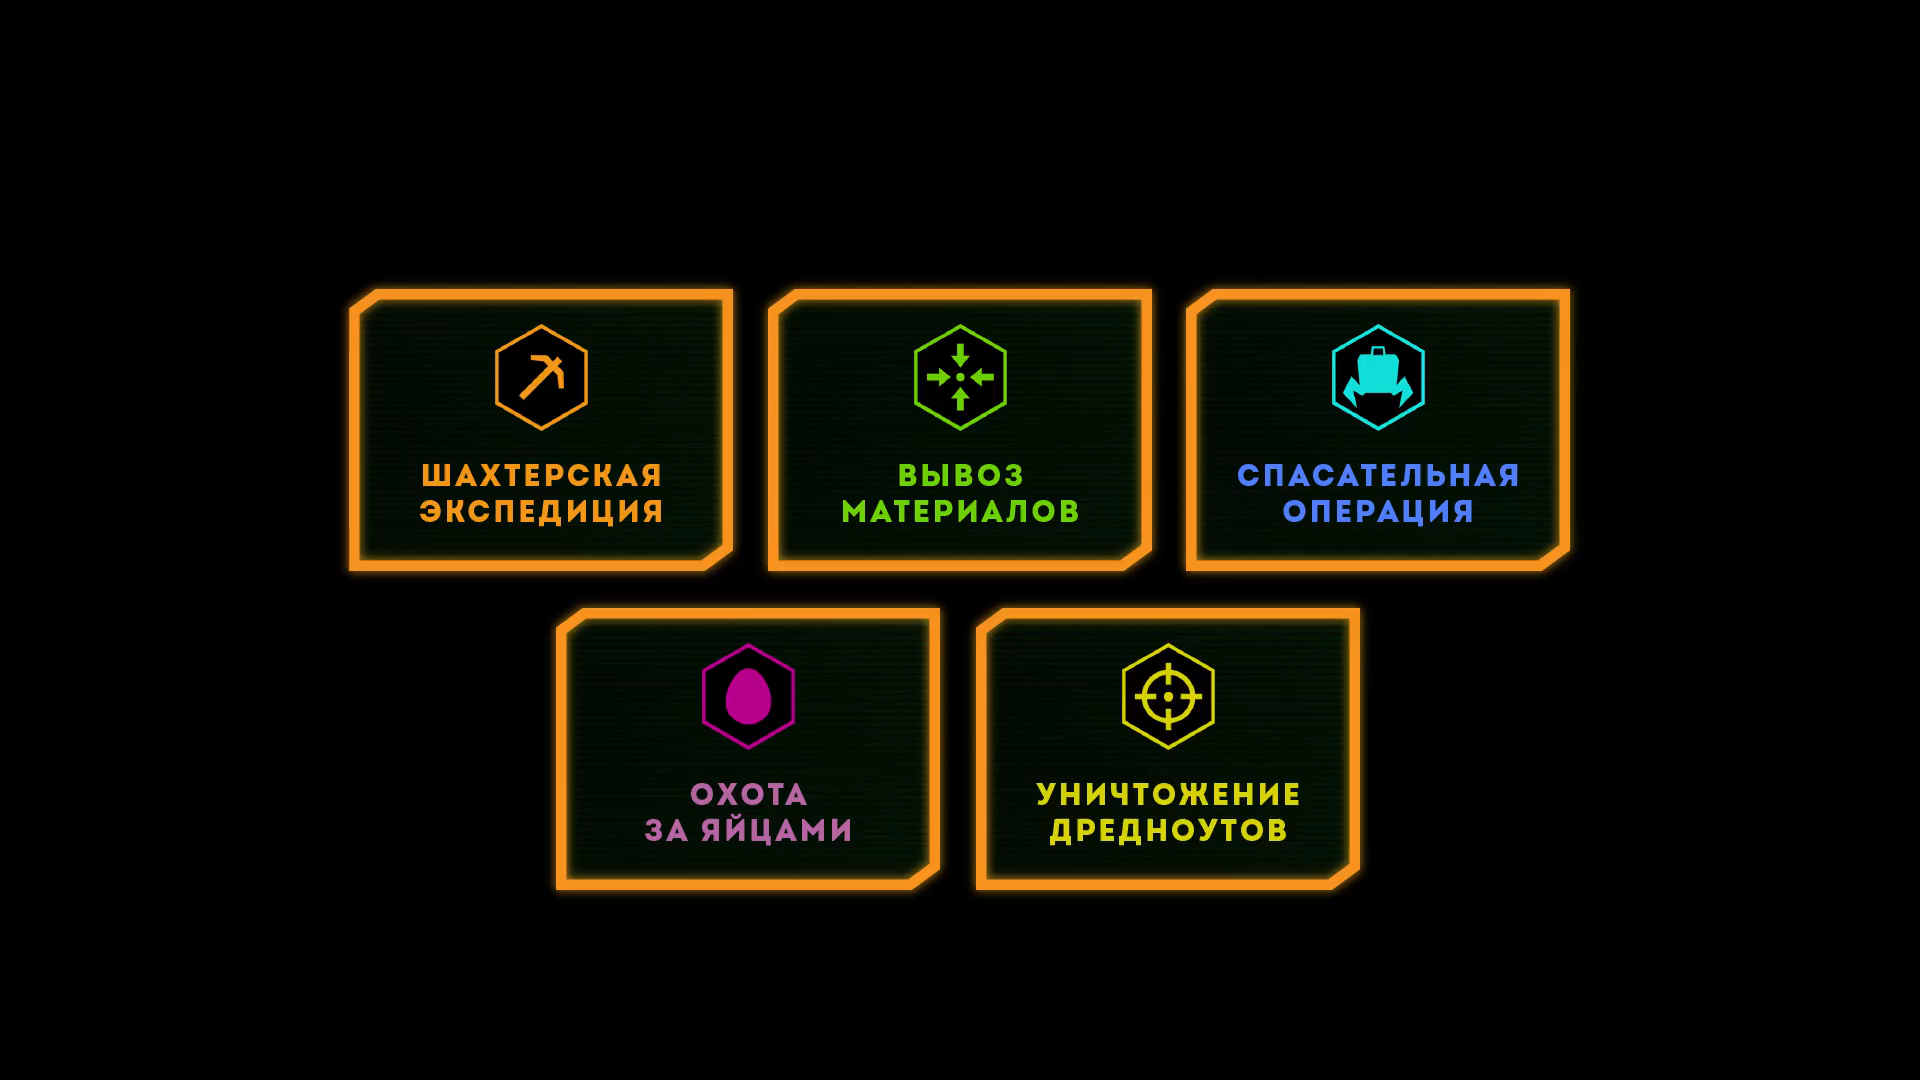 ШАХТЕРСКАЯ
ЭКСПЕДИЦИЯ
ВЫВОЗ
МАТЕРИАЛОВ
СПАСАТЕЛЬНАЯ
ОПЕРАЦИЯ
ОХОТА
ЗА ЯЙЦАМИ
УНИЧТОЖЕНИЕ
ДРЕДНОУТОВ